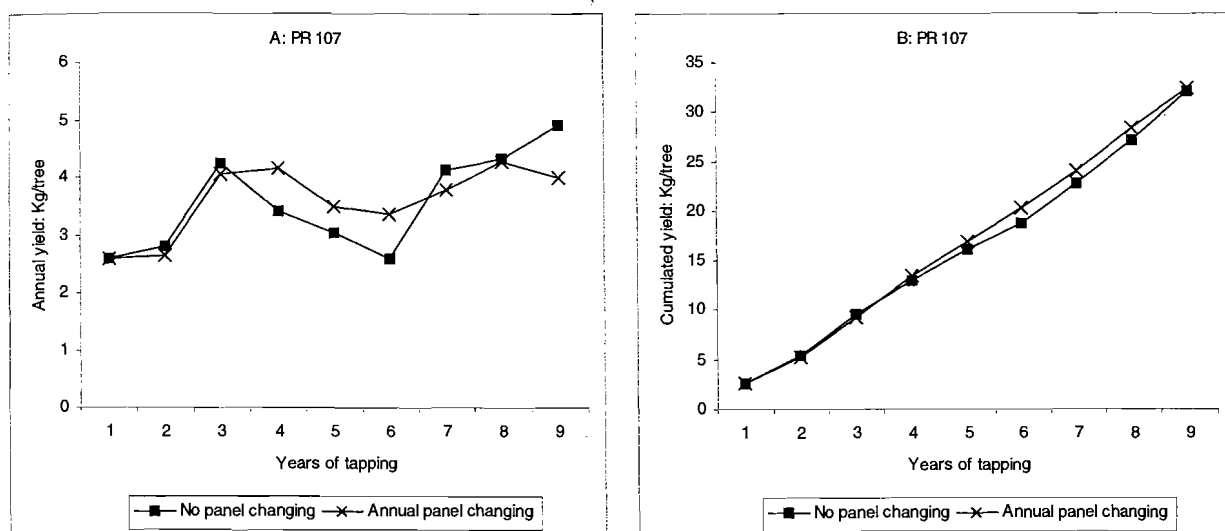 A: PR 107
6
5
4
3
2
1
0
Annual yield: Kg/tree
1 2 3 4 5 6 7 8 9
Years of tapping
No panel changing Annual panel changing
B: PR 107
35
30
25
20
15
10
5
0
Cumulated yield: Kg/tree
1 2 3 4 5 6 7 8 9
Years of tapping
No panel changing Annual panel changing